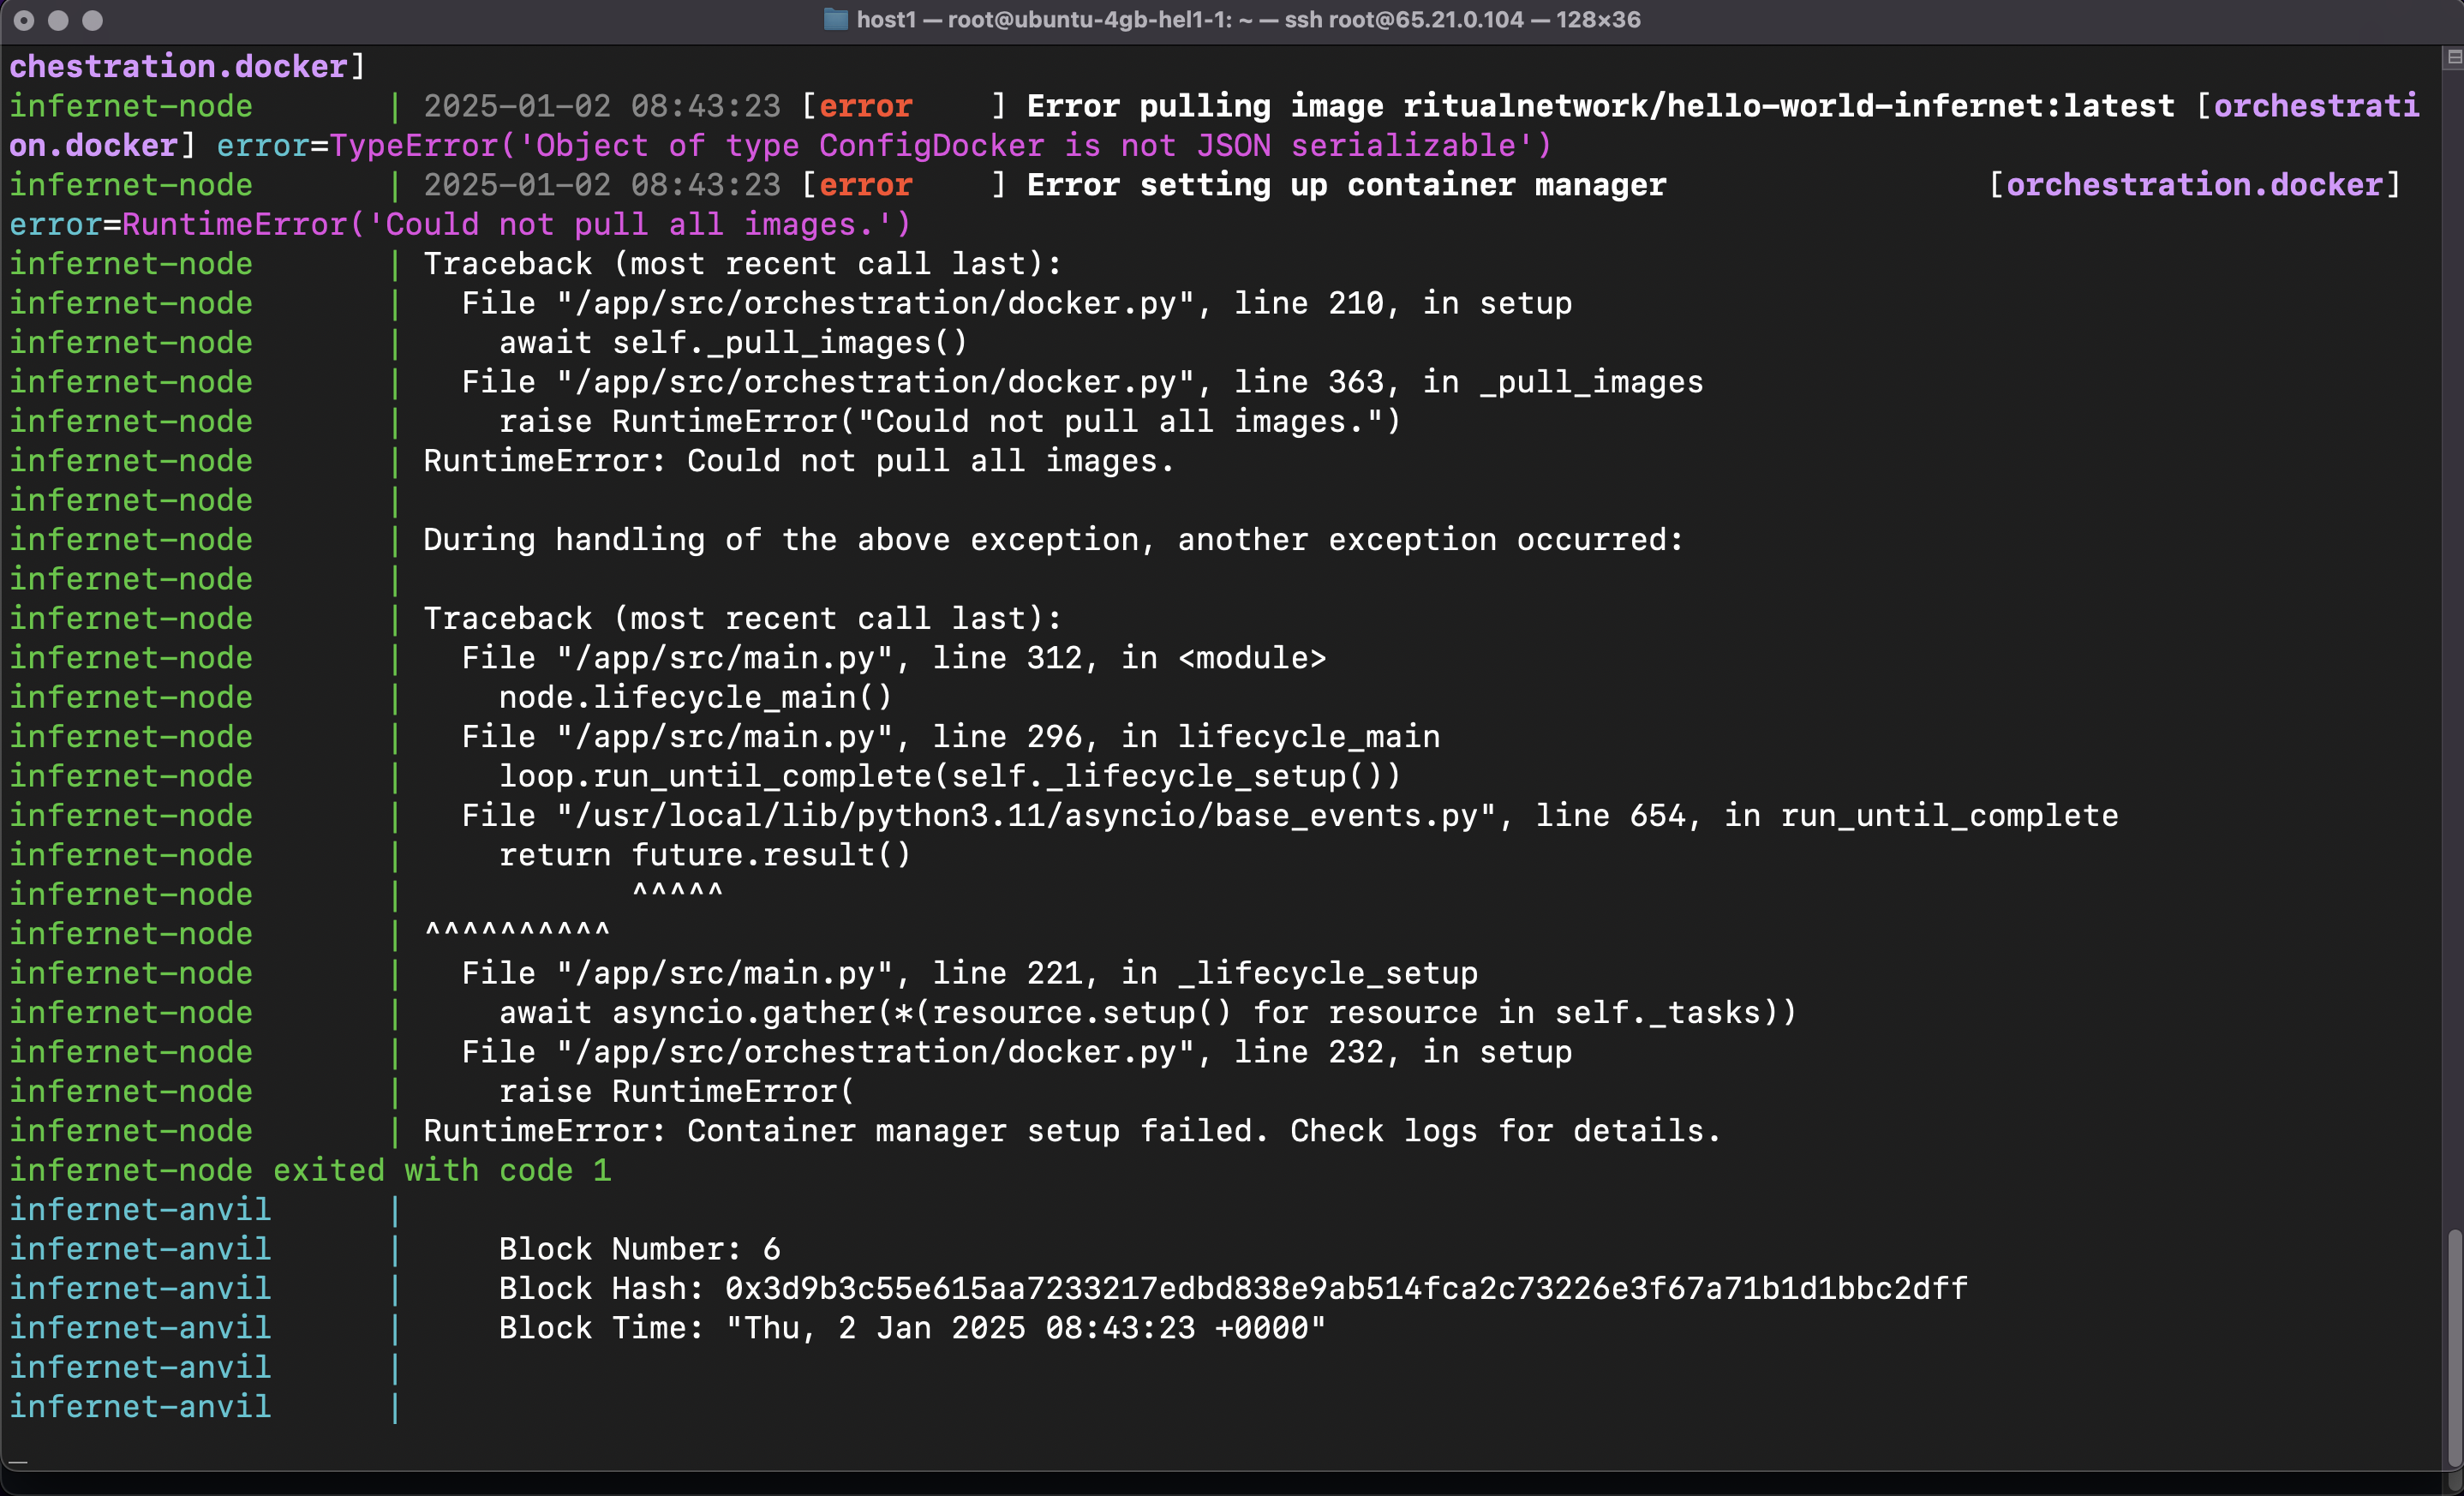 host1 — root@ubuntu-4gb-hel1-1: ~ — ssh root@65.21.0.104 — 128×36
chestration.docker]
infernet-node       | 2025-01-02 08:43:23 [error    ] Error pulling image ritualnetwork/hello-world-infernet:latest [orchestrati
on.docker] error=TypeError('Object of type ConfigDocker is not JSON serializable')
infernet-node       | 2025-01-02 08:43:23 [error    ] Error setting up container manager                 [orchestration.docker]
error=RuntimeError('Could not pull all images.')
infernet-node       | Traceback (most recent call last):
infernet-node       |   File "/app/src/orchestration/docker.py", line 210, in setup
infernet-node       |     await self._pull_images()
infernet-node       |   File "/app/src/orchestration/docker.py", line 363, in _pull_images
infernet-node       |     raise RuntimeError("Could not pull all images.")
infernet-node       | RuntimeError: Could not pull all images.
infernet-node       |
infernet-node       | During handling of the above exception, another exception occurred:
infernet-node       |
infernet-node       | Traceback (most recent call last):
infernet-node       |   File "/app/src/main.py", line 312, in <module>
infernet-node       |     node.lifecycle_main()
infernet-node       |   File "/app/src/main.py", line 296, in lifecycle_main
infernet-node       |     loop.run_until_complete(self._lifecycle_setup())
infernet-node       |   File "/usr/local/lib/python3.11/asyncio/base_events.py", line 654, in run_until_complete
infernet-node       |     return future.result()
infernet-node       |            ^^^^^
infernet-node       | ^^^^^^^^^^
infernet-node       |   File "/app/src/main.py", line 221, in _lifecycle_setup
infernet-node       |     await asyncio.gather(*(resource.setup() for resource in self._tasks))
infernet-node       |   File "/app/src/orchestration/docker.py", line 232, in setup
infernet-node       |     raise RuntimeError(
infernet-node       | RuntimeError: Container manager setup failed. Check logs for details.
infernet-node exited with code 1
infernet-anvil      |
infernet-anvil      |     Block Number: 6
infernet-anvil      |     Block Hash: 0x3d9b3c55e615aa7233217edbd838e9ab514fca2c73226e3f67a71b1d1bbc2dff
infernet-anvil      |     Block Time: "Thu, 2 Jan 2025 08:43:23 +0000"
infernet-anvil      |
infernet-anvil      |